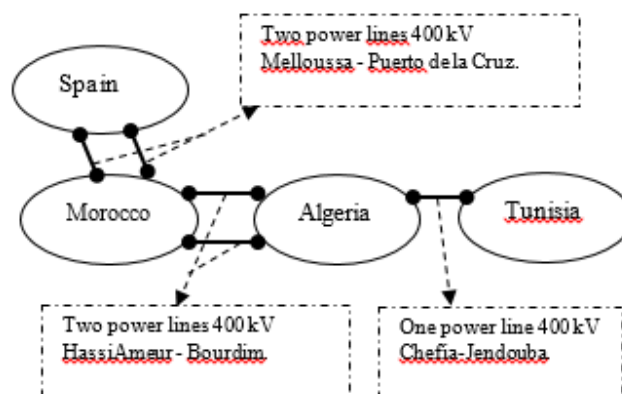 Two power lines 400 kV
Melloussa - Puerto de la Cruz.
Spain
Morocco
Algeria
Tunisia
Two power lines 400 kV
HassiAmeur - Bourdim
One power line 400 kV
Chefia-Jendouba